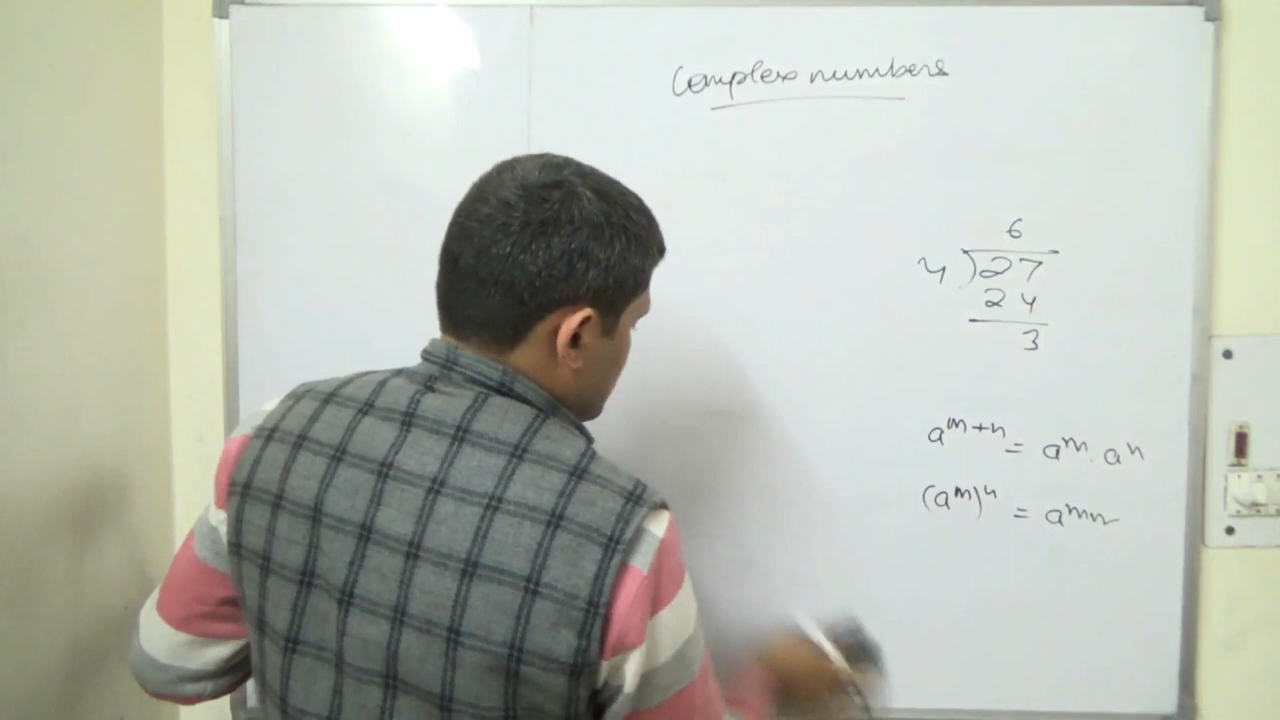 Complex numbers
6
4 ) 27
24
3
a^{m+n} = a^m . a^n
(a^m)^n = a^{mn}